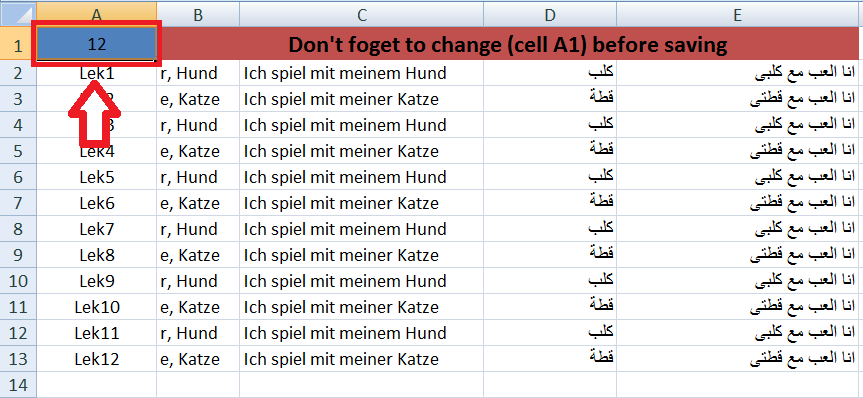 A B C D E
1 12 Don't foget to change (cell A1) before saving
2 Lek1 r, Hund Ich spiel mit meinem Hund كلب انا العب مع كلبى
3 e, Katze Ich spiel mit meiner Katze قطة انا العب مع قطتى
4 r, Hund Ich spiel mit meinem Hund كلب انا العب مع كلبى
5 Lek4 e, Katze Ich spiel mit meiner Katze قطة انا العب مع قطتى
6 Lek5 r, Hund Ich spiel mit meinem Hund كلب انا العب مع كلبى
7 Lek6 e, Katze Ich spiel mit meiner Katze قطة انا العب مع قطتى
8 Lek7 r, Hund Ich spiel mit meinem Hund كلب انا العب مع كلبى
9 Lek8 e, Katze Ich spiel mit meiner Katze قطة انا العب مع قطتى
10 Lek9 r, Hund Ich spiel mit meinem Hund كلب انا العب مع كلبى
11 Lek10 e, Katze Ich spiel mit meiner Katze قطة انا العب مع قطتى
12 Lek11 r, Hund Ich spiel mit meinem Hund كلب انا العب مع كلبى
13 Lek12 e, Katze Ich spiel mit meiner Katze قطة انا العب مع قطتى
14